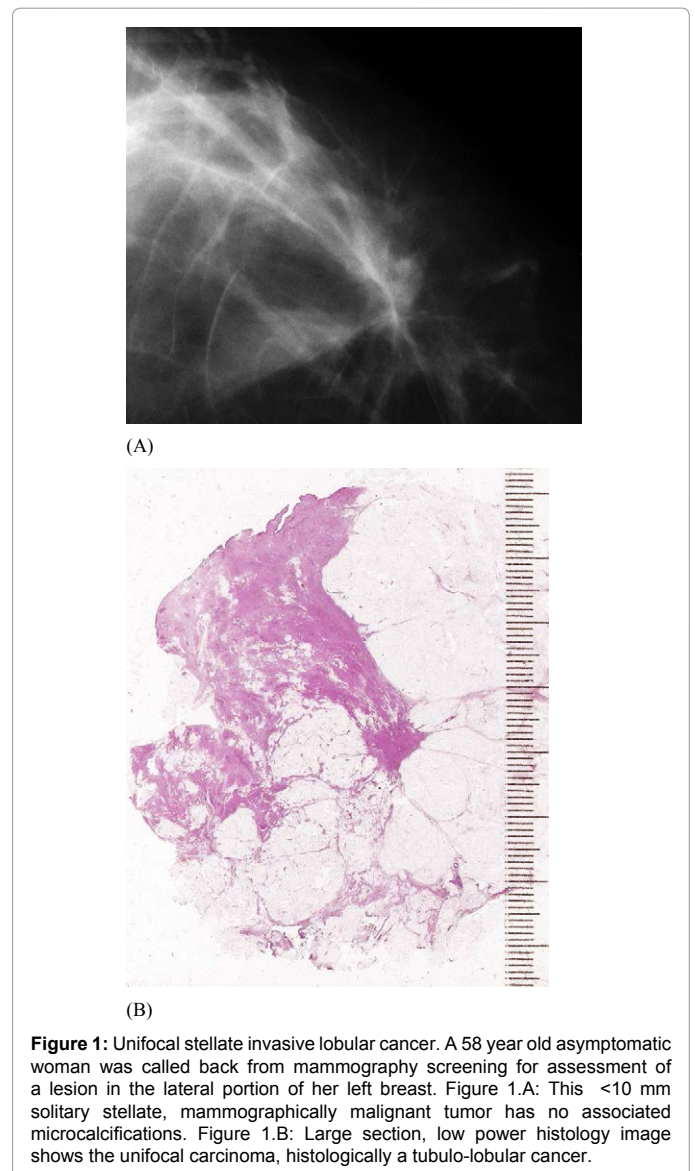 (A)
(B)
Figure 1: Unifocal stellate invasive lobular cancer. A 58 year old asymptomatic
woman was called back from mammography screening for assessment of
a lesion in the lateral portion of her left breast. Figure 1.A: This <10 mm
solitary stellate, mammographically malignant tumor has no associated
microcalcifications. Figure 1.B: Large section, low power histology image
shows the unifocal carcinoma, histologically a tubulo-lobular cancer.